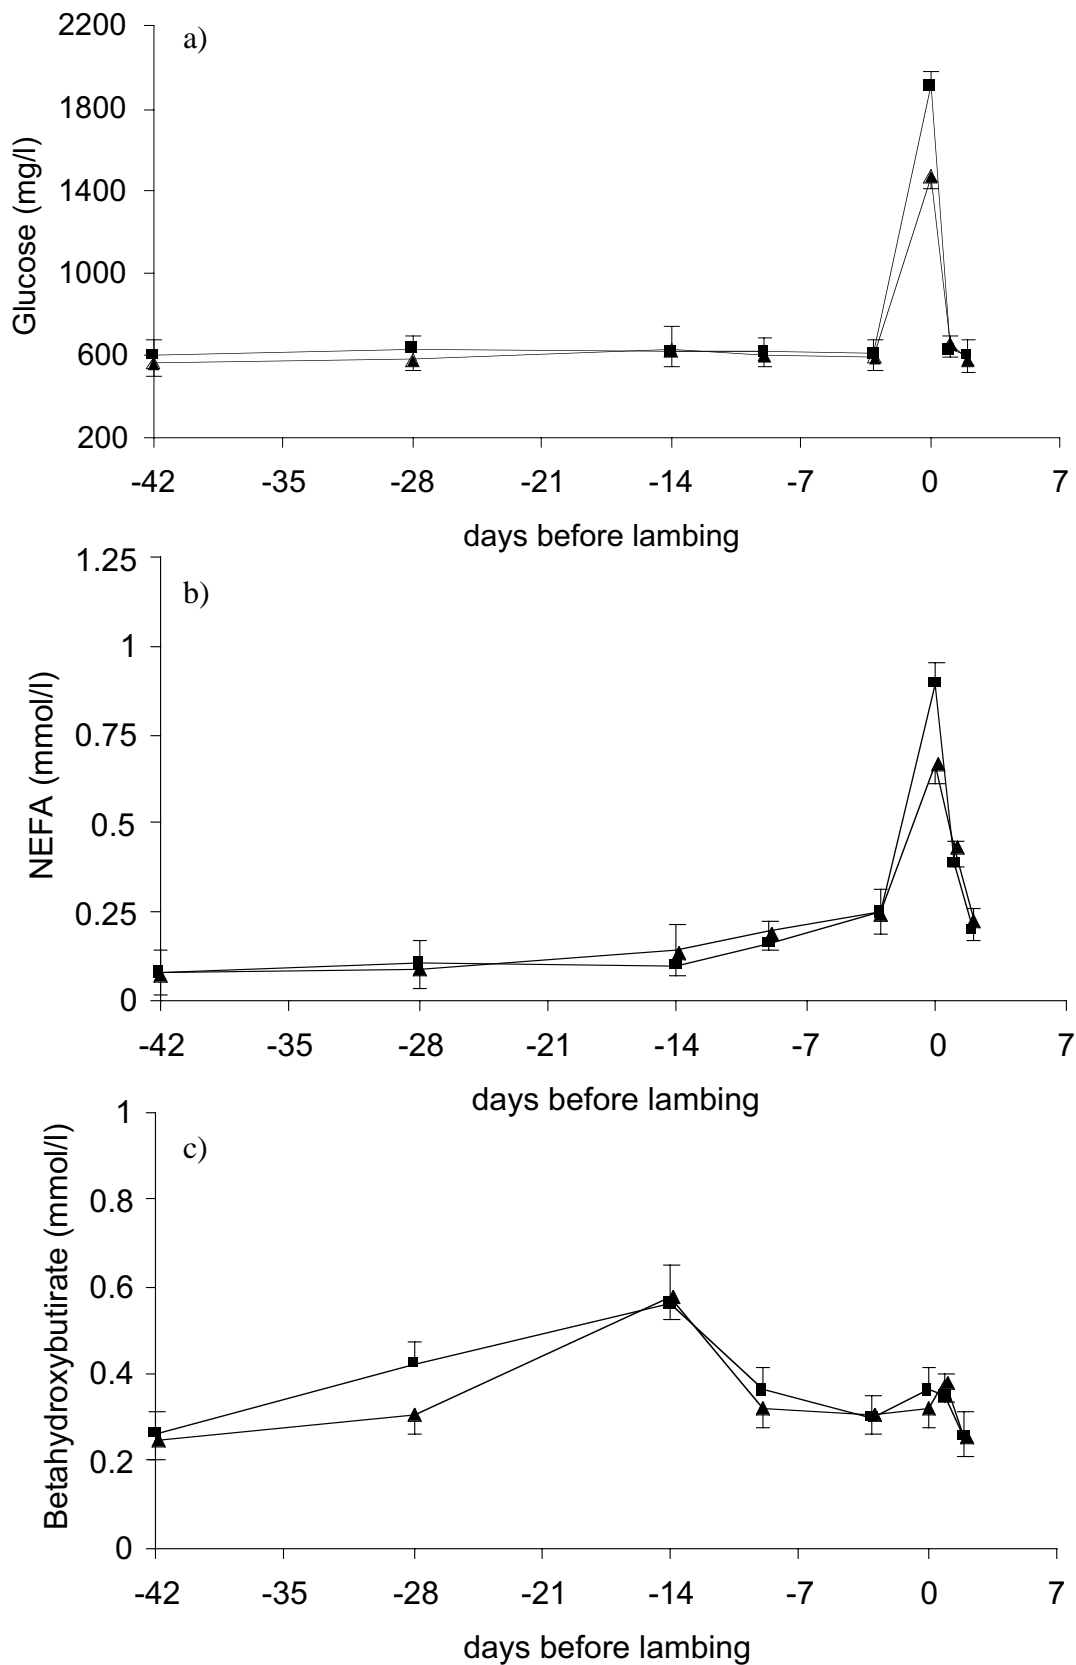 a)
Glucose (mg/l)
2200
1800
1400
1000
600
200
-42 -35 -28 -21 -14 -7 0 7
days before lambing
b)
NEFA (mmol/l)
1.25
1
0.75
0.5
0.25
0
-42 -35 -28 -21 -14 -7 0 7
days before lambing
c)
Betahydroxybutirate (mmol/l)
1
0.8
0.6
0.4
0.2
0
-42 -35 -28 -21 -14 -7 0 7
days before lambing